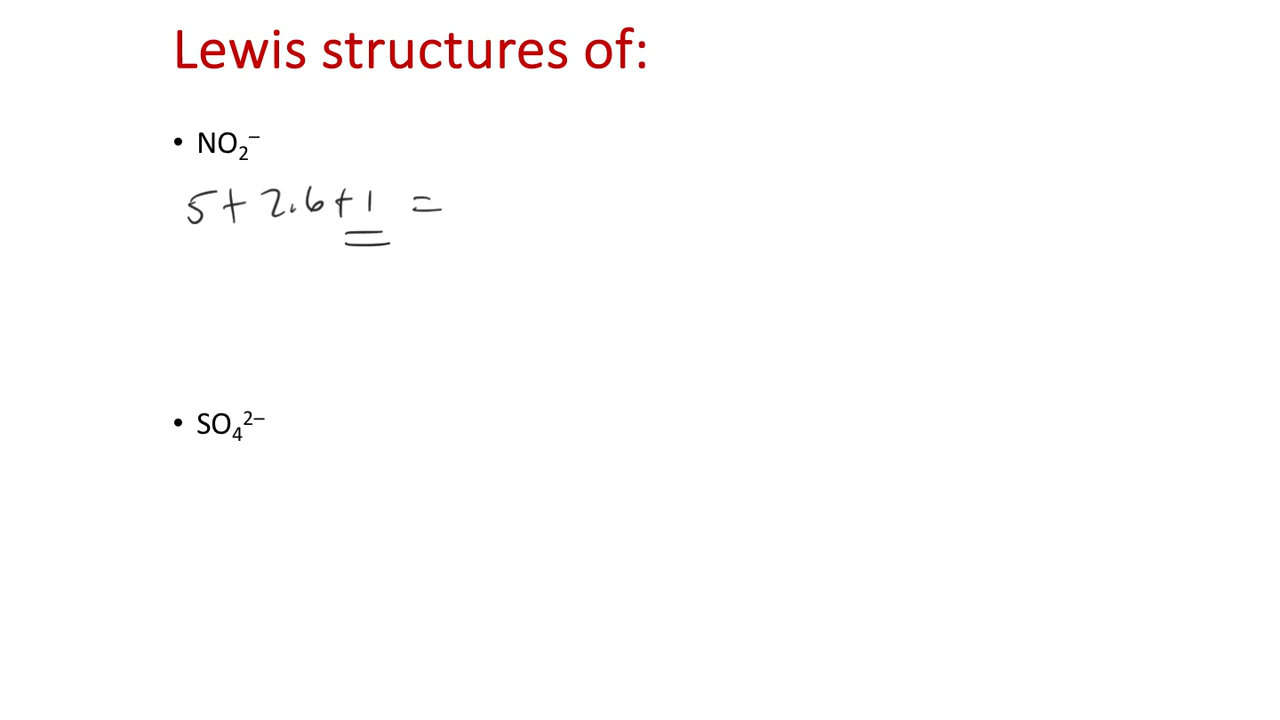 Lewis structures of:
• NO₂⁻
5 + 2.6 + 1 =
• SO₄²⁻